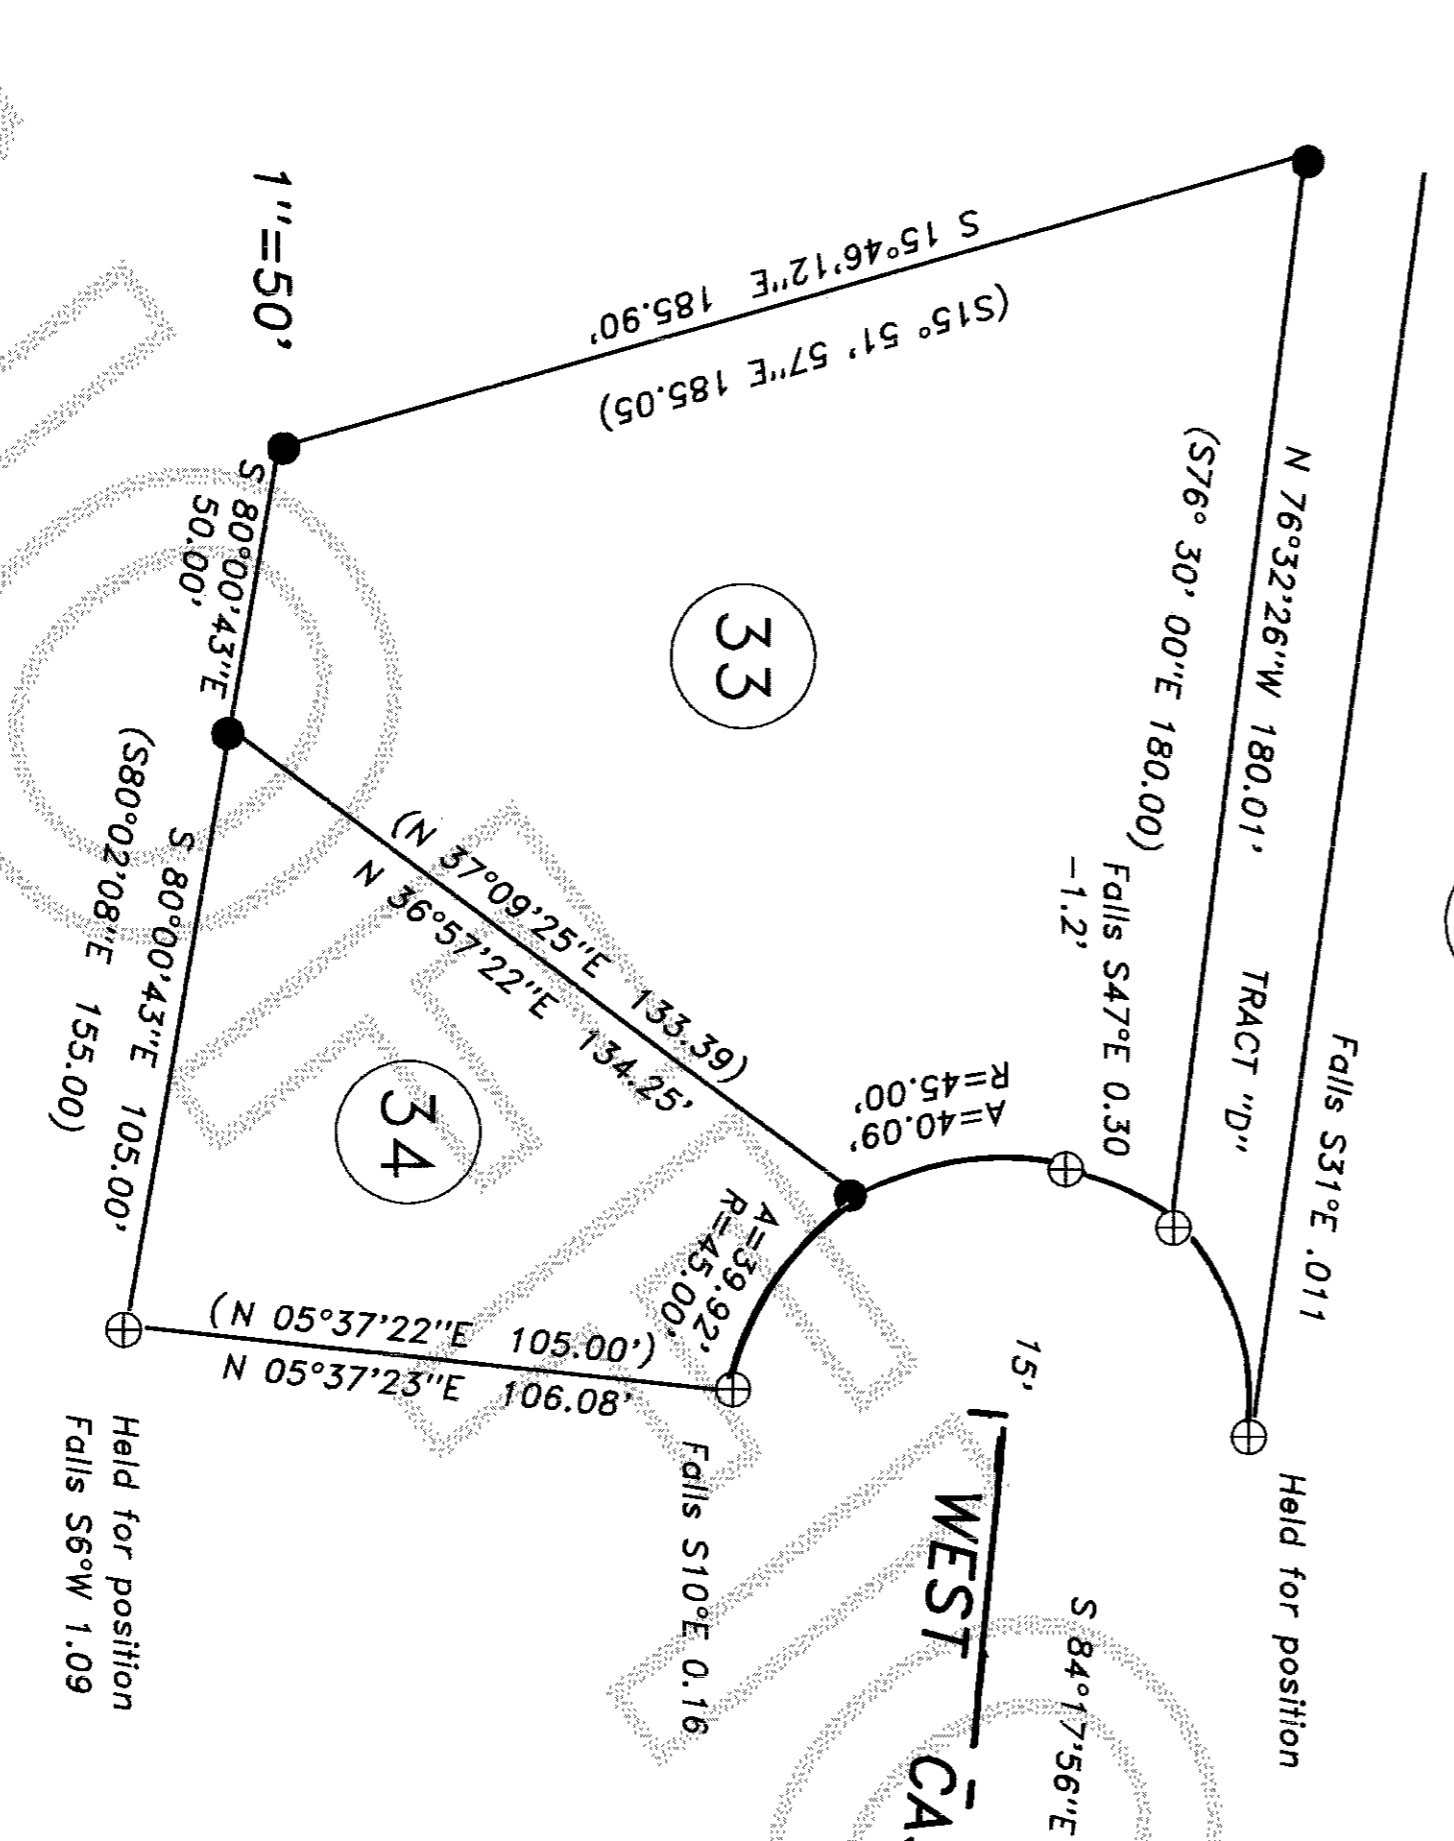 Falls S31°E .011
N 76°32'26"W 180.01' TRACT "D"
(S76° 30' 00"E 180.00)
Falls S47°E 0.30
-1.2'
Held for position
S 15°46'12"E 185.90'
(S15° 51' 57"E 185.05)
33
A=40.09'
R=45.00'
15'
S 84°17'56"E
WEST CA
1"=50'
(N 37°09'25"E 133.39)
N 36°57'22"E 134.25'
A=39.92'
R=45.00'
S 80°00'43"E
50.00'
34
Falls S10°E 0.16
S 80°00'43"E 105.00'
(S80°02'08"E 155.00)
(N 05°37'22"E 105.00')
N 05°37'23"E 106.08'
Held for position
Falls S6°W 1.09